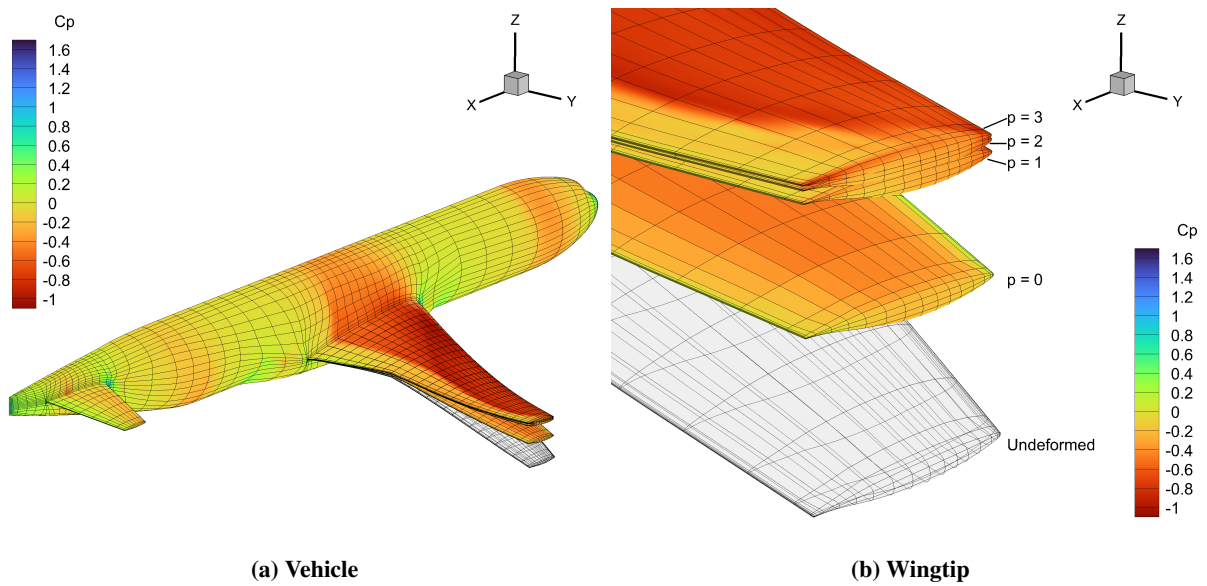 Cp
1.6
1.4
1.2
1
0.8
0.6
0.4
0.2
0
-0.2
-0.4
-0.6
-0.8
-1
Z
X
Y
(a) Vehicle
Z
X
Y
p = 3
p = 2
p = 1
p = 0
Undeformed
Cp
1.6
1.4
1.2
1
0.8
0.6
0.4
0.2
0
-0.2
-0.4
-0.6
-0.8
-1
(b) Wingtip